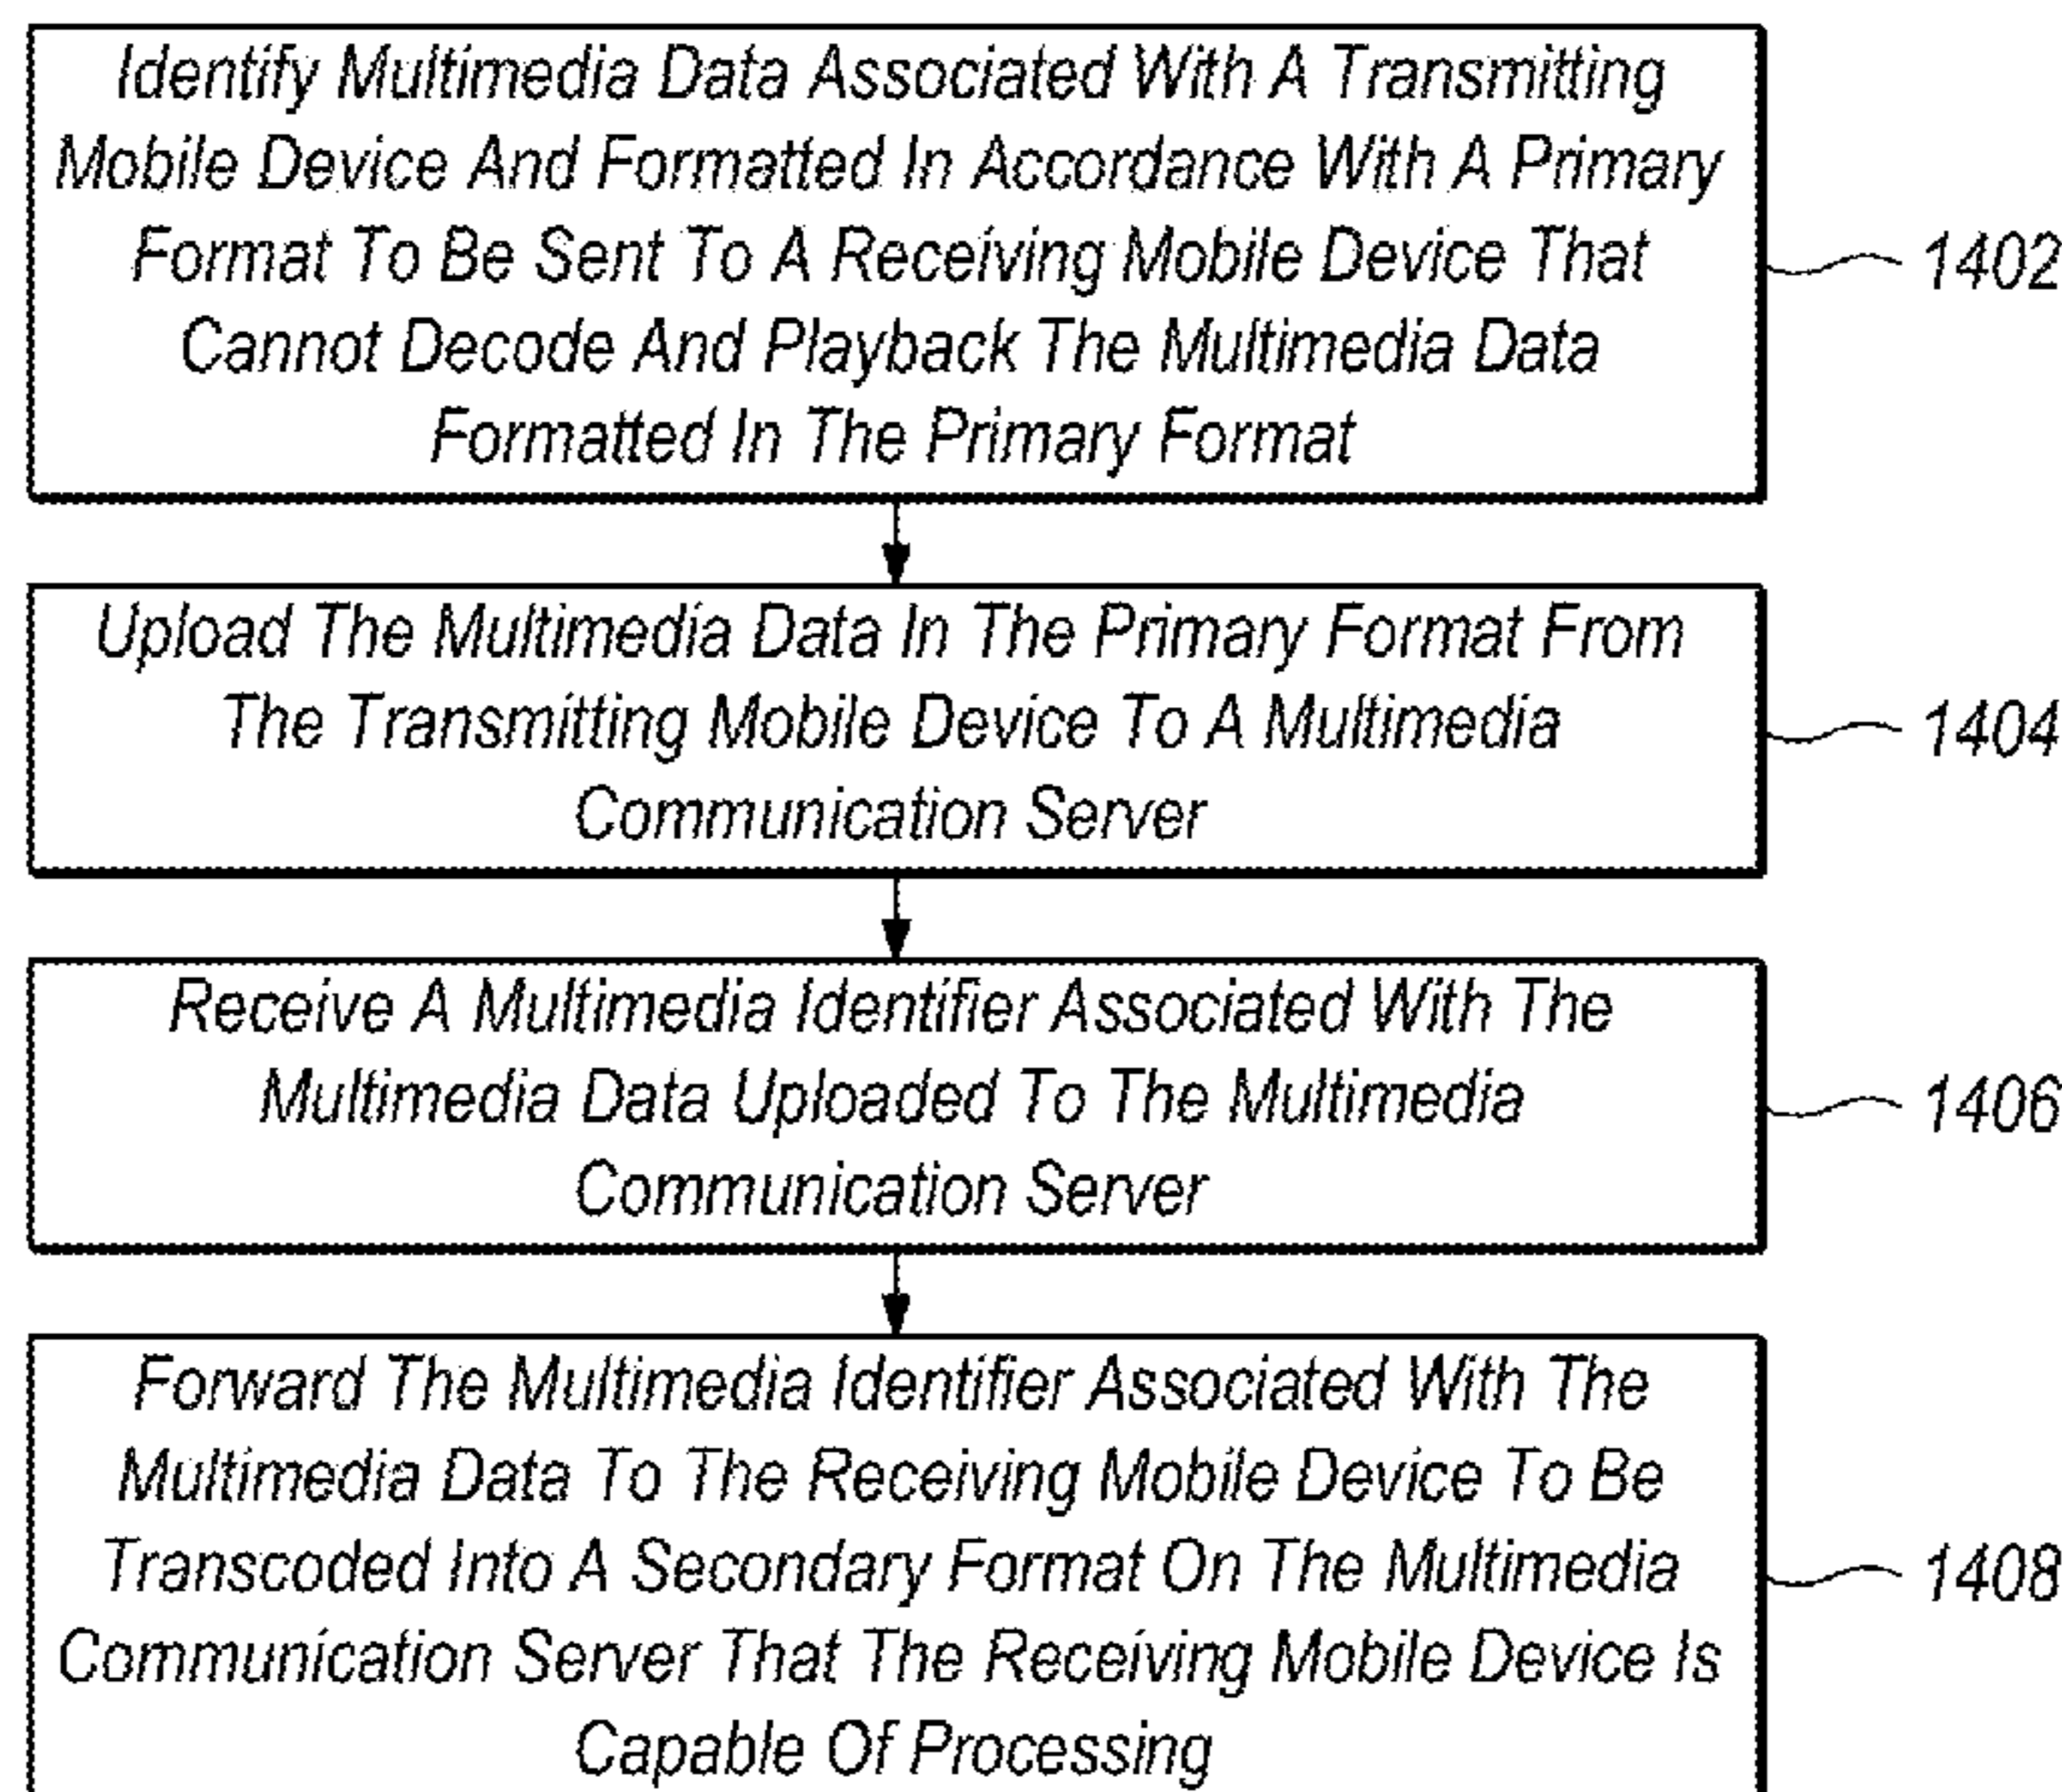 Identify Multimedia Data Associated With A Transmitting
Mobile Device And Formatted In Accordance With A Primary
Format To Be Sent To A Receiving Mobile Device That
Cannot Decode And Playback The Multimedia Data
Formatted In The Primary Format
1402
Upload The Multimedia Data In The Primary Format From
The Transmitting Mobile Device To A Multimedia
Communication Server
1404
Receive A Multimedia Identifier Associated With The
Multimedia Data Uploaded To The Multimedia
Communication Server
1406
Forward The Multimedia Identifier Associated With The
Multimedia Data To The Receiving Mobile Device To Be
Transcoded Into A Secondary Format On The Multimedia
Communication Server That The Receiving Mobile Device Is
Capable Of Processing
1408